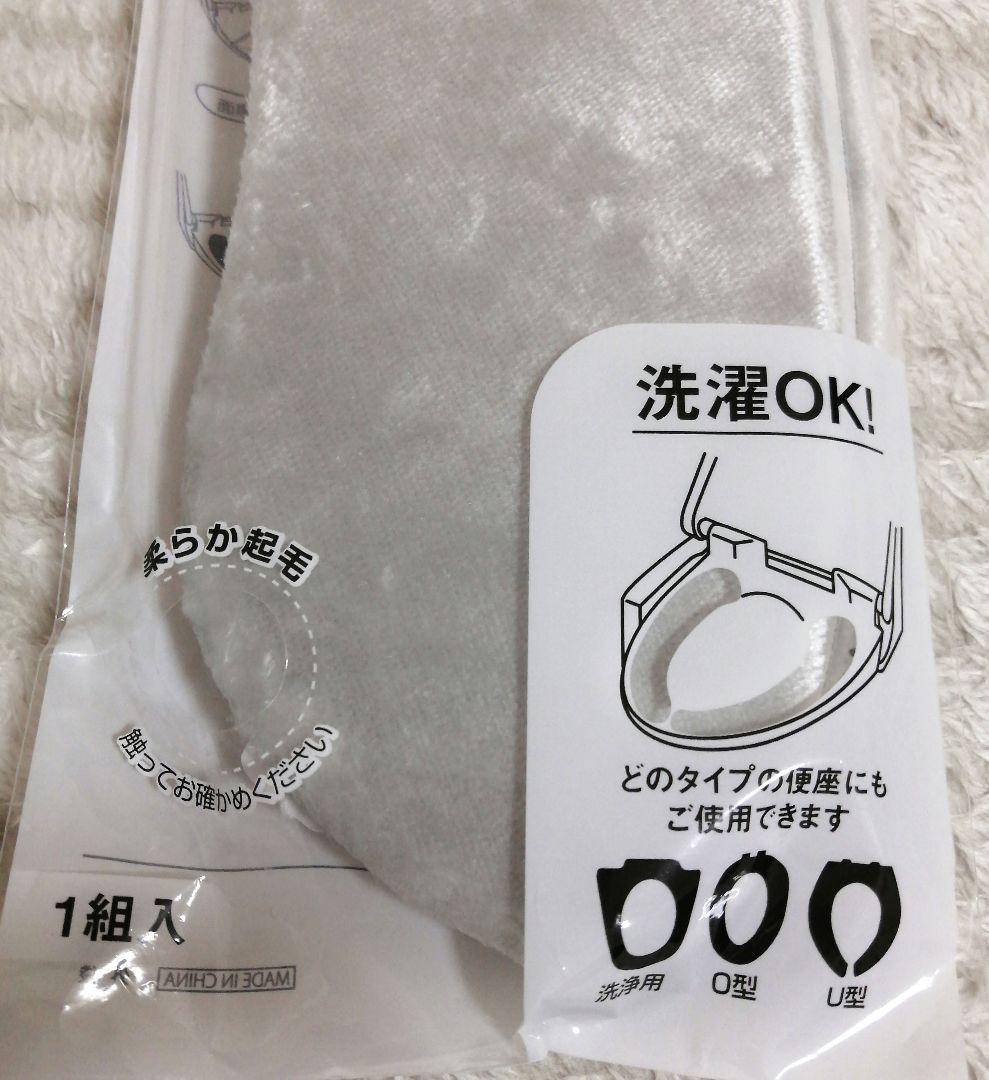 洗濯OK!
柔らか起毛
触ってお確かめください
どのタイプの便座にも
ご使用できます
洗浄用
O型
U型
1組入
MADE IN CHINA